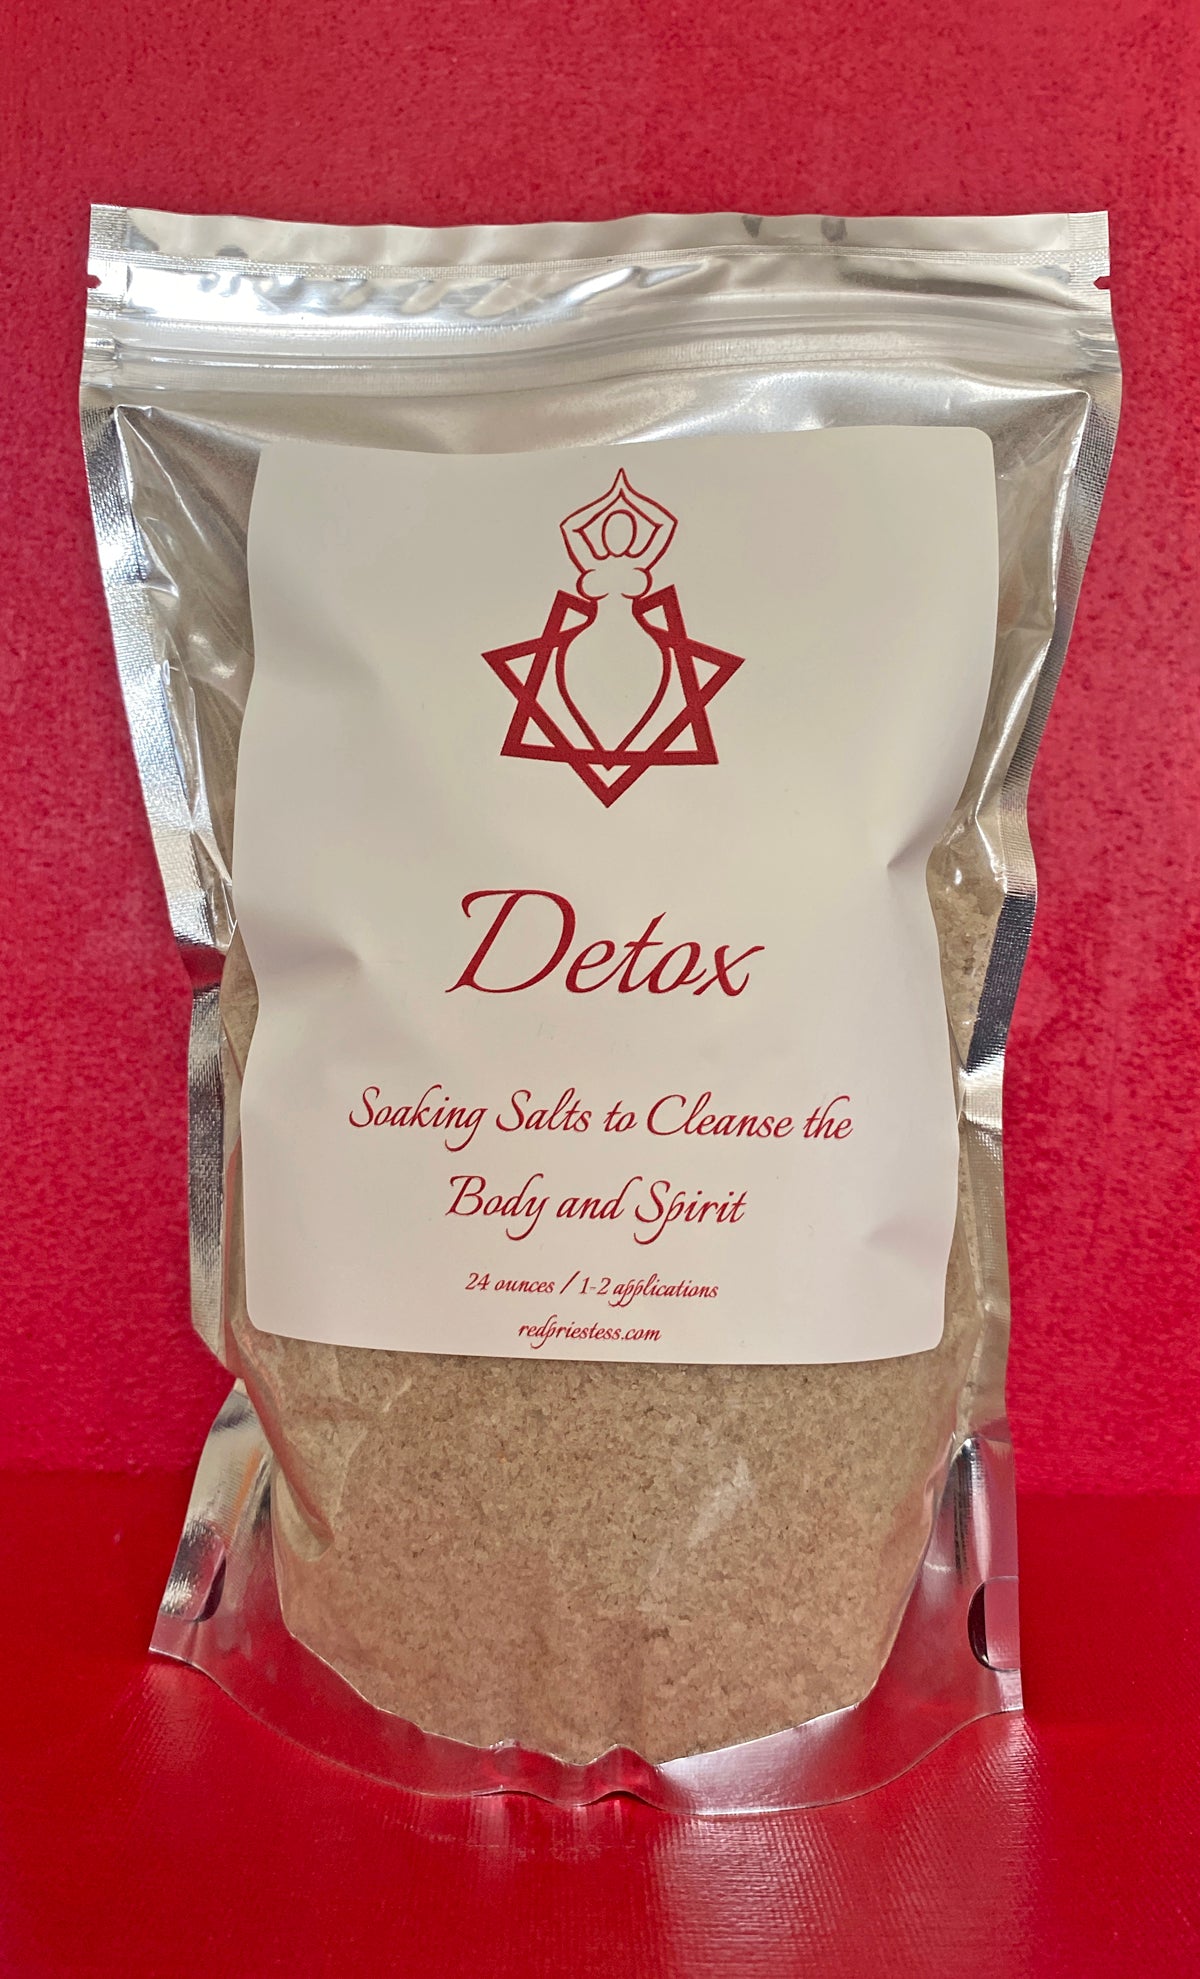 Detox
Soaking Salts to Cleanse the
Body and Spirit
24 ounces / 1-2 applications
redpriestess.com